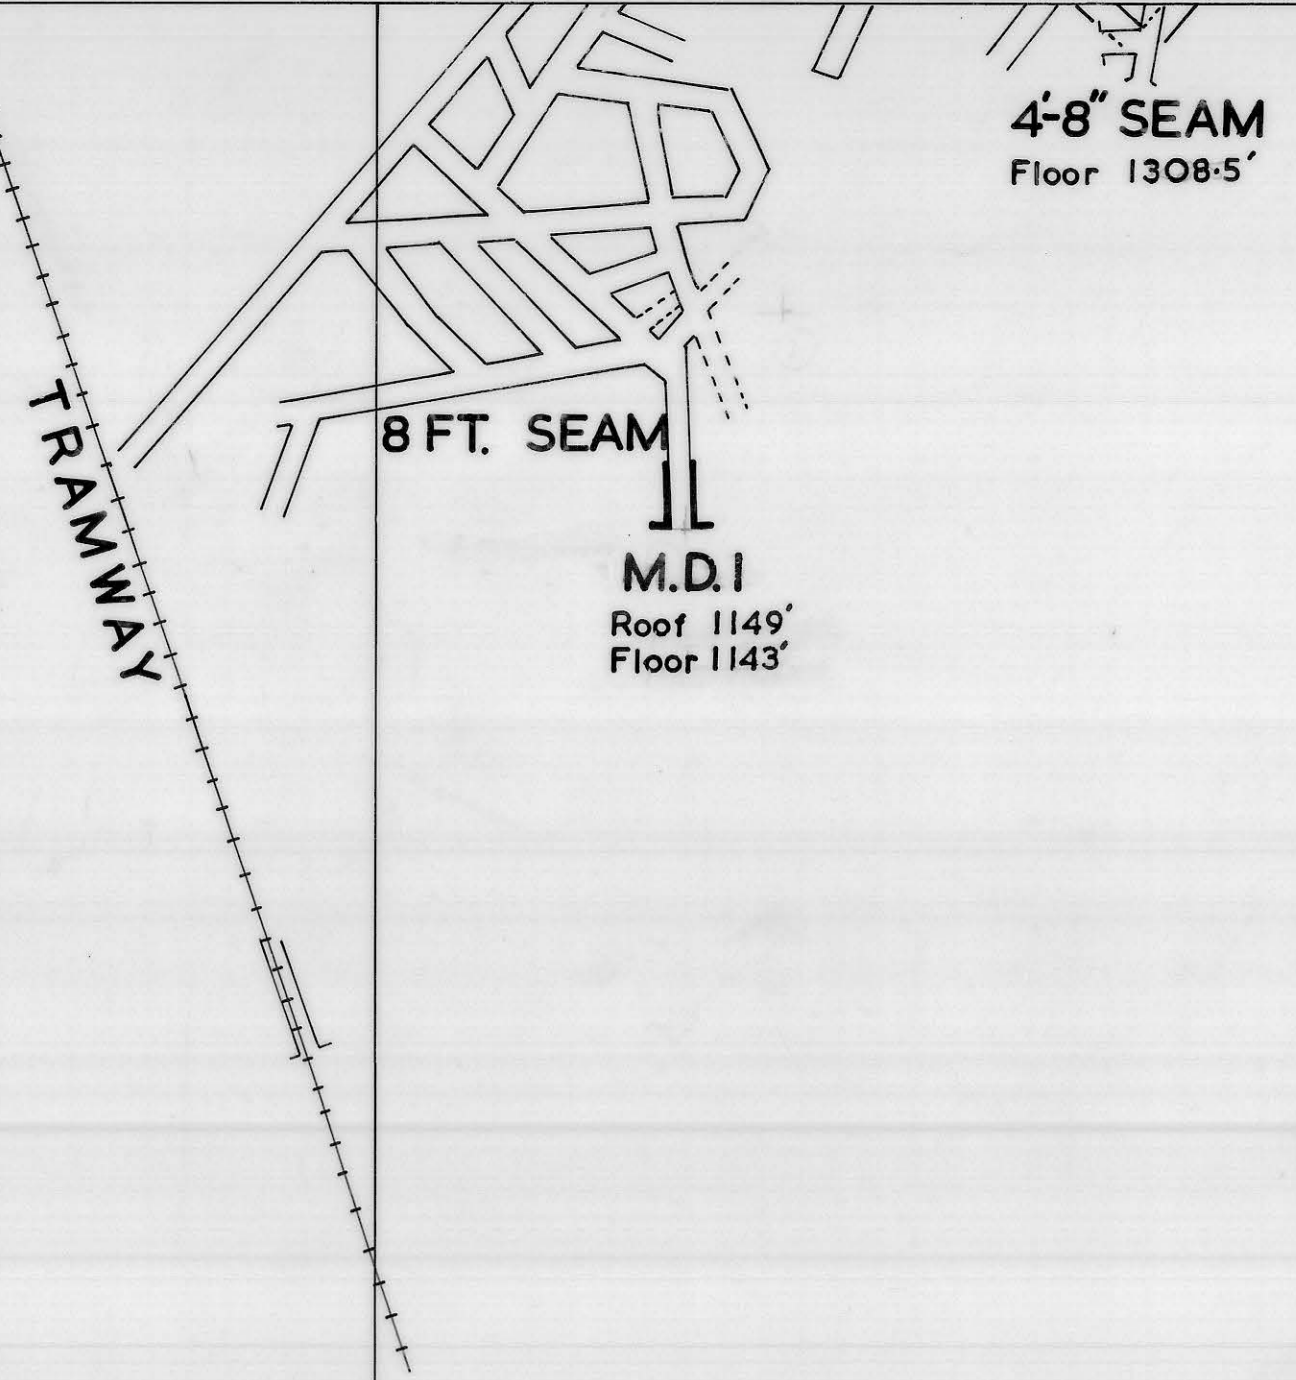 4'-8" SEAM
Floor 1308·5'
TRAMWAY
8 FT. SEAM
M.D.1
Roof 1149'
Floor 1143'